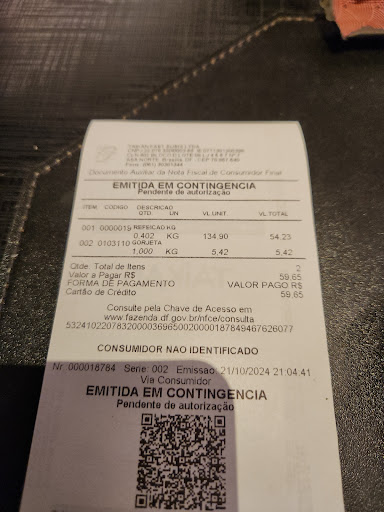 Documento Auxiliar da Nota Fiscal de Consumidor Final
EMITIDA EM CONTINGENCIA
Pendente de autorização
ITEM CODIGO DESCRICAO
QTD. UN VL.UNIT. VL.TOTAL
001 0000019 REFEICAO KG
0,402 KG 134,90 54,23
002 0103110 GORJETA
1,000 KG 5,42 5,42
Qtde. Total de Itens 2
Valor a Pagar R$ 59,65
FORMA DE PAGAMENTO VALOR PAGO R$
Cartão de Crédito 59,65
Consulte pela Chave de Acesso em
www.fazenda.df.gov.br/nfce/consulta
CONSUMIDOR NAO IDENTIFICADO
Nr. 000018784 Serie: 002 Emissao: 21/10/2024 21:04:41
Via Consumidor
EMITIDA EM CONTINGENCIA
Pendente de autorização